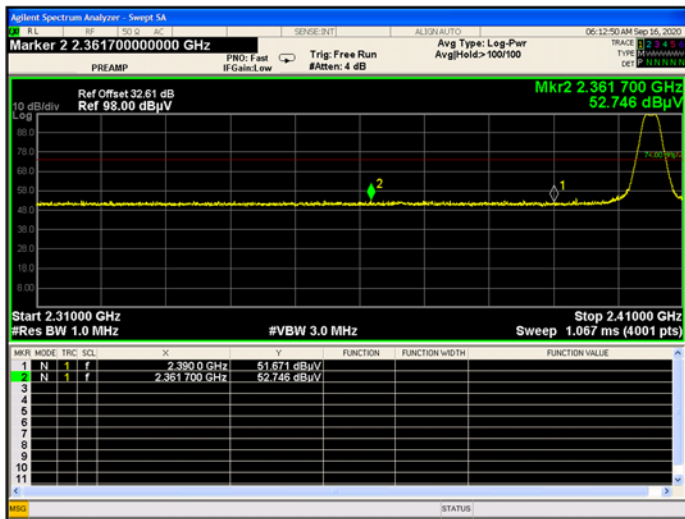 Agilent Spectrum Analyzer - Swept SA
RL RF 50 Ω AC SENSE:INT ALIGNAUTO 06:12:50 AM Sep 16, 2020
Marker 2 2.361700000000 GHz Avg Type: Log-Pwr TRACE 1 2 3 4 5 6
PNO: Fast Trig: Free Run Avg|Hold:>100/100 TYPE M
PREAMP IFGain:Low #Atten: 4 dB DET P N N N N N
Mkr2 2.361 700 GHz
52.746 dBµV
Ref Offset 32.61 dB
10 dB/div Ref 98.00 dBµV
Log
88.0
78.0
68.0
58.0
48.0
38.0
28.0
18.0
8.00
2
1
Start 2.31000 GHz Stop 2.41000 GHz
#Res BW 1.0 MHz #VBW 3.0 MHz Sweep 1.067 ms (4001 pts)
MKR MODE TRC SCL X Y FUNCTION FUNCTION WIDTH FUNCTION VALUE
1 N 1 f 2.390 0 GHz 51.671 dBµV
2 N 1 f 2.361 700 GHz 52.746 dBµV
3
4
5
6
7
8
9
10
11
MSG STATUS